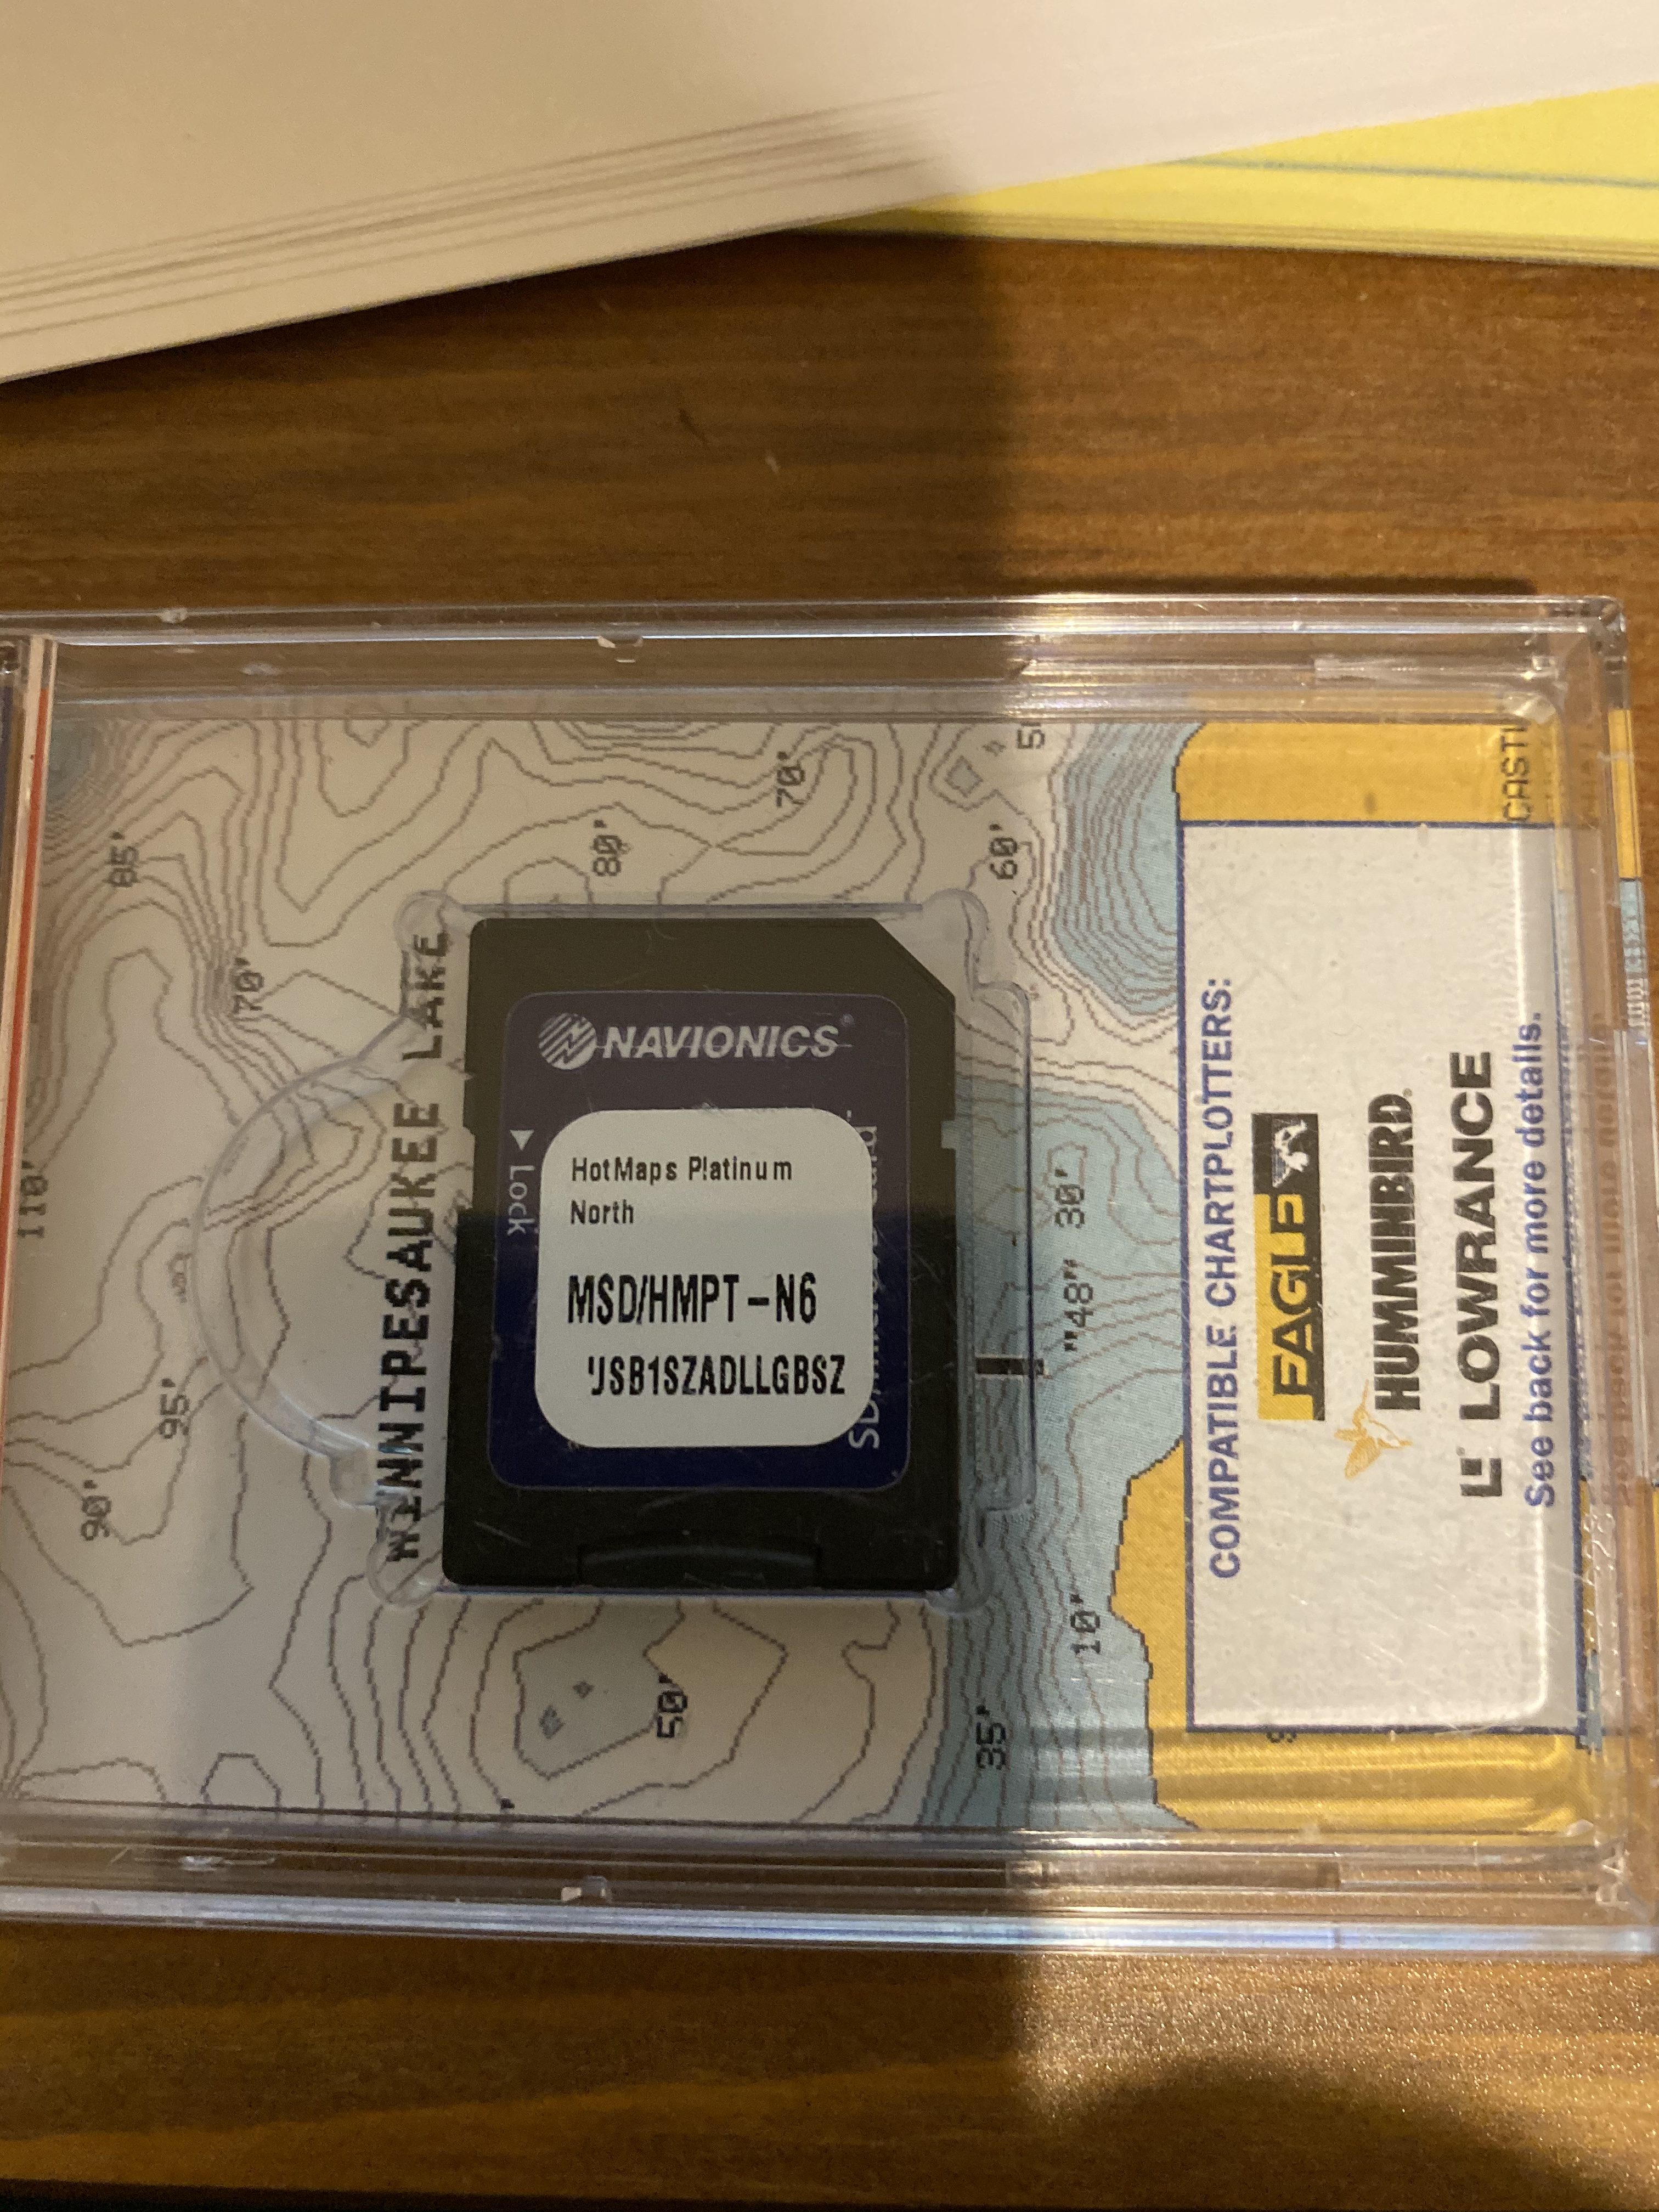 NAVIONICS®
Lock
HotMaps Platinum
North
MSD/HMPT-N6
USB1SZADLLGBSZ
WINNIPESAUKEE LAKE
85'
70'
80'
70'
60'
110'
95'
90'
50'
30'
"48"
10'
35'
COMPATIBLE CHARTPLOTTERS:
EAGLE
HUMMINBIRD®
LOWRANCE
See back for more details.